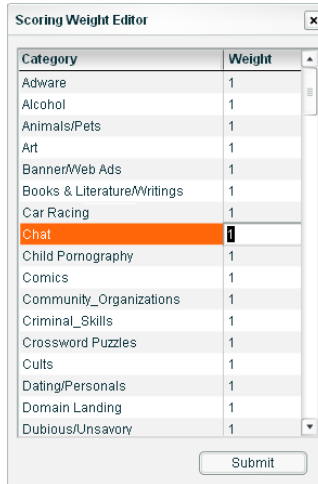 Scoring Weight Editor
Category Weight
Adware 1
Alcohol 1
Animals/Pets 1
Art 1
Banner/Web Ads 1
Books & Literature/Writings 1
Car Racing 1
Chat 1
Child Pornography 1
Comics 1
Community_Organizations 1
Criminal_Skills 1
Crossword Puzzles 1
Cults 1
Dating/Personals 1
Domain Landing 1
Dubious/Unsavory 1
Submit